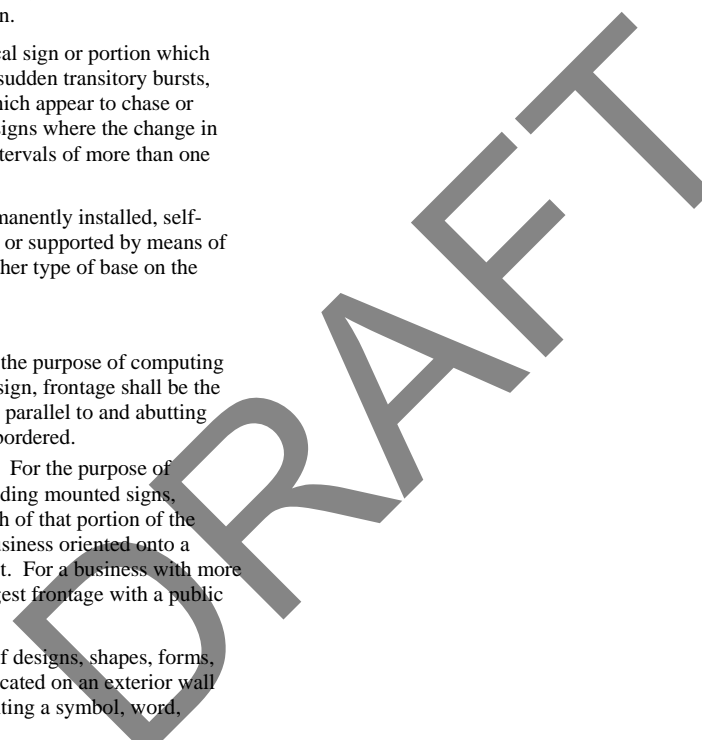 n.
cal sign or portion which
sudden transitory bursts,
hich appear to chase or
signs where the change in
tervals of more than one
manently installed, self-
or supported by means of
her type of base on the
the purpose of computing
sign, frontage shall be the
parallel to and abutting
bordered.
For the purpose of
ding mounted signs,
h of that portion of the
usiness oriented onto a
t.  For a business with more
gest frontage with a public
f designs, shapes, forms,
cated on an exterior wall
ting a symbol, word,
DRAFT